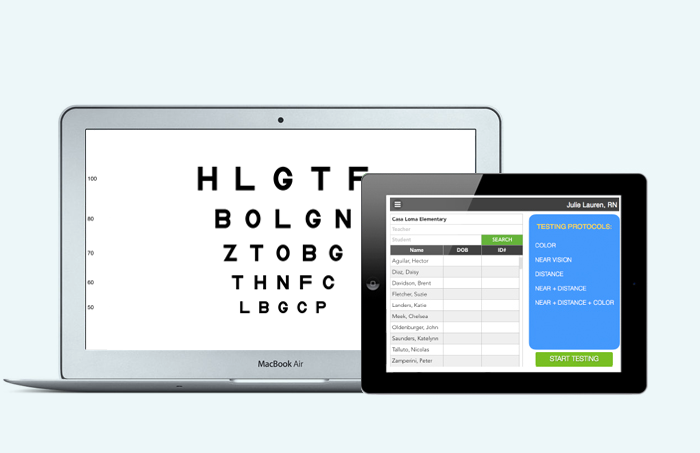 100 H L G T F
80 B O L G N
70 Z T O B G
60 T H N F C
50 L B G C P
MacBook Air
Julie Lauren, RN
Casa Loma Elementary
Teacher
Student SEARCH
Name DOB ID#
Aguilar, Hector
Diaz, Daisy
Davidson, Brent
Fletcher, Suzie
Landers, Katie
Meek, Chelsea
Oldenburger, John
Saunders, Katelynn
Talluto, Nicolas
Zamperini, Peter
TESTING PROTOCOLS:
COLOR
NEAR VISION
DISTANCE
NEAR + DISTANCE
NEAR + DISTANCE + COLOR
START TESTING